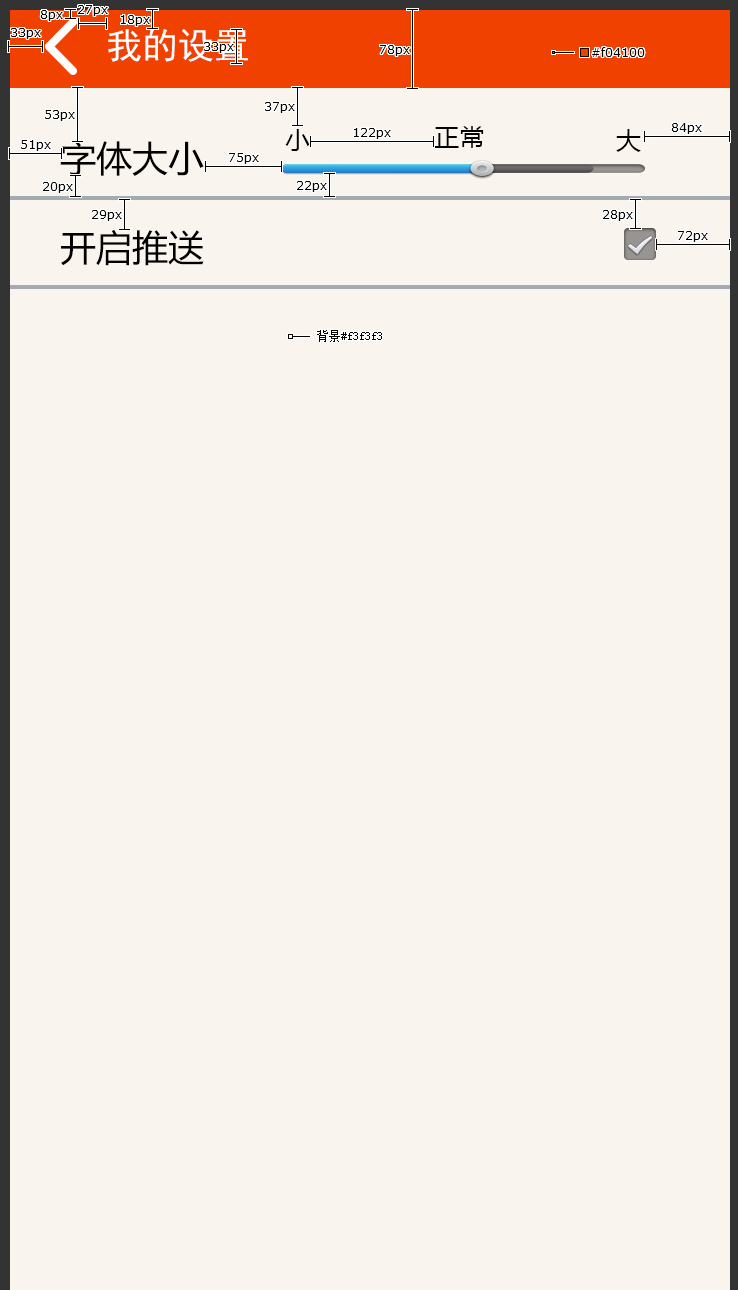 8px 27px 18px
33px 我的设置 33px 78px #f04100
53px 37px
小 122px 正常 大 84px
51px 字体大小 75px
20px 22px
29px 28px
开启推送 72px
背景#f3f3f3